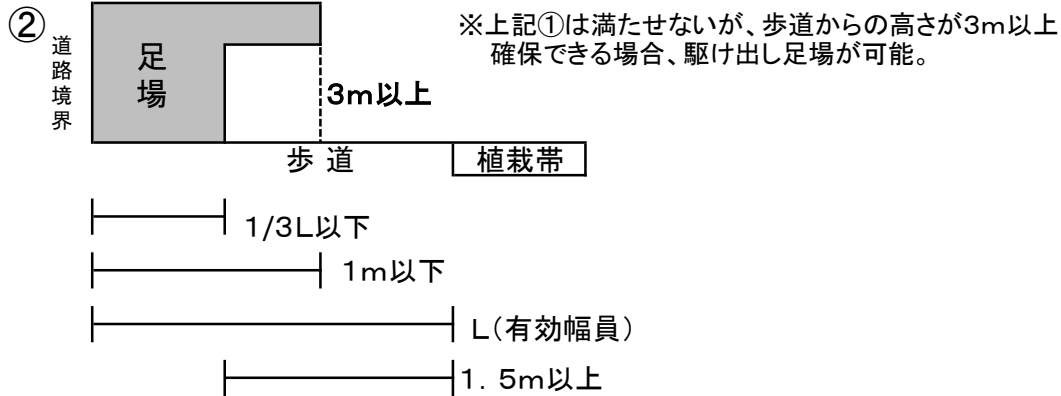 ②
道路境界
足場
※上記①は満たせないが、歩道からの高さが3m以上
確保できる場合、駆け出し足場が可能。
3m以上
歩道
植栽帯
1/3L以下
1m以下
L(有効幅員)
1.5m以上